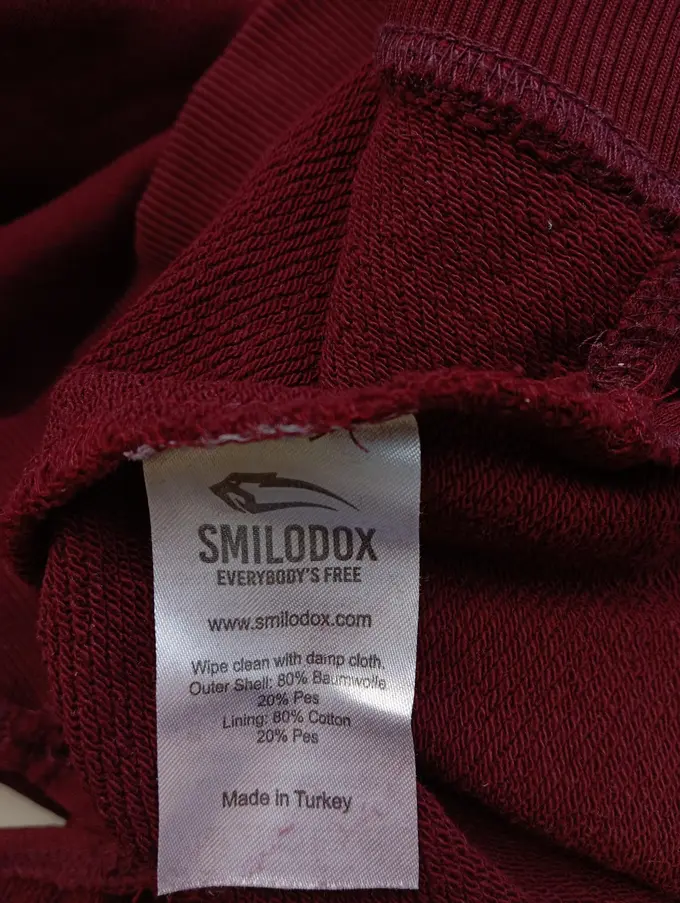 SMILODOX
EVERYBODY'S FREE
www.smilodox.com
Wipe clean with damp cloth.
Outer Shell: 80% Baumwolle
20% Pes
Lining: 80% Cotton
20% Pes
Made in Turkey